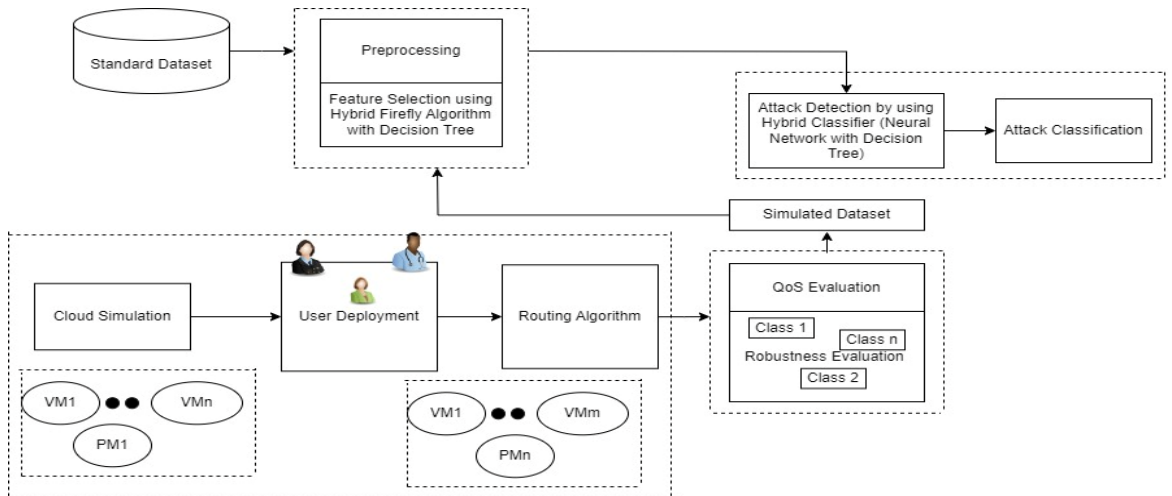 Standard Dataset
Preprocessing
Feature Selection using
Hybrid Firefly Algorithm
with Decision Tree
Attack Detection by using
Hybrid Classifier (Neural
Network with Decision
Tree)
Attack Classification
Simulated Dataset
Cloud Simulation
User Deployment
Routing Algorithm
QoS Evaluation
Class 1
Class n
Robustness Evaluation
Class 2
VM1
VMn
PM1
VM1
VMm
PMn